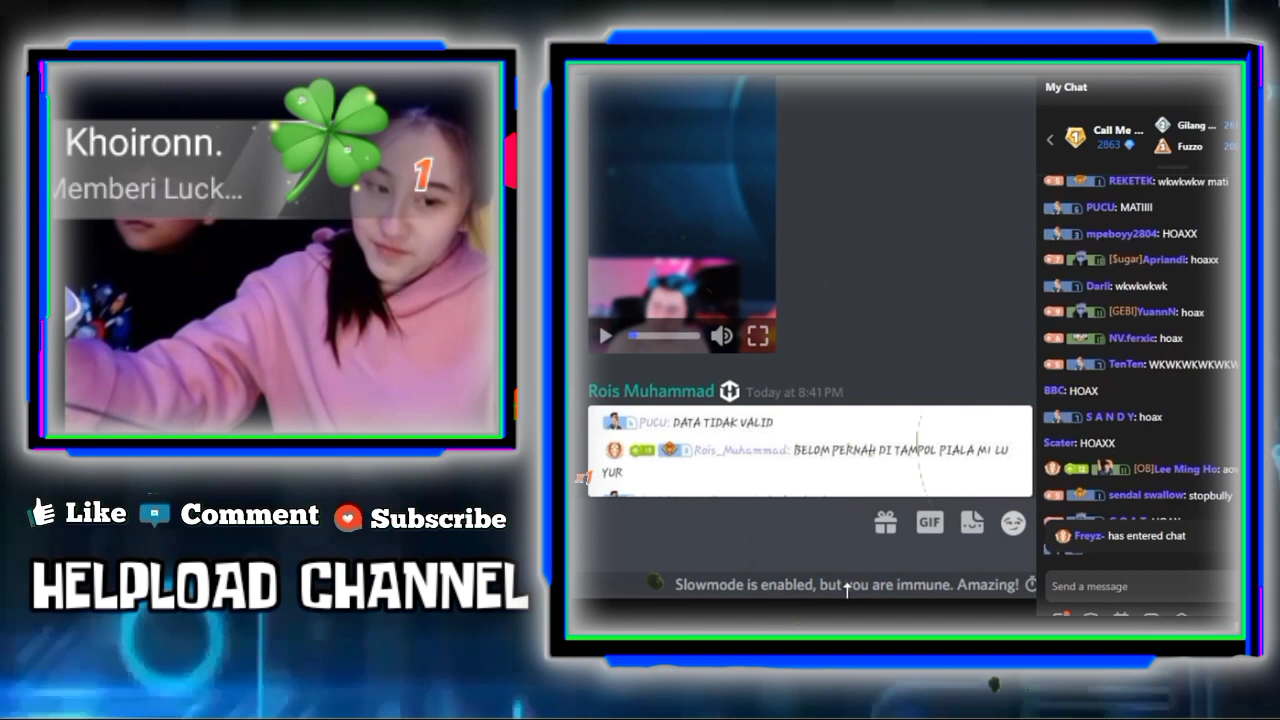 Khoironn.
Memberi Luck...
1
Like Comment Subscribe
HELPLOAD CHANNEL
Rois Muhammad Today at 8:41 PM
PUCU: DATA TIDAK VALID
Rois_Muhammad: BELOM PERNAH DI TAMPOL PIALA MI LU
YUR
x1
GIF
Slowmode is enabled, but you are immune. Amazing!
My Chat
Call Me ...
2863
Gilang ...
Fuzzo
REKETEK: wkwkwkw mati
PUCU: MATIIII
mpeboyy2804: HOAXX
[Sugar]Apriandi: hoaxx
Darll: wkwkwkwk
[GEBI]YuannN: hoax
NV.ferxic: hoax
TenTen: WKWKWKWKWKW
BBC: HOAX
S A N D Y: hoax
Scater: HOAXX
[OB]Lee Ming Ho: aov
sendal swallow: stopbully
Freyz- has entered chat
Send a message